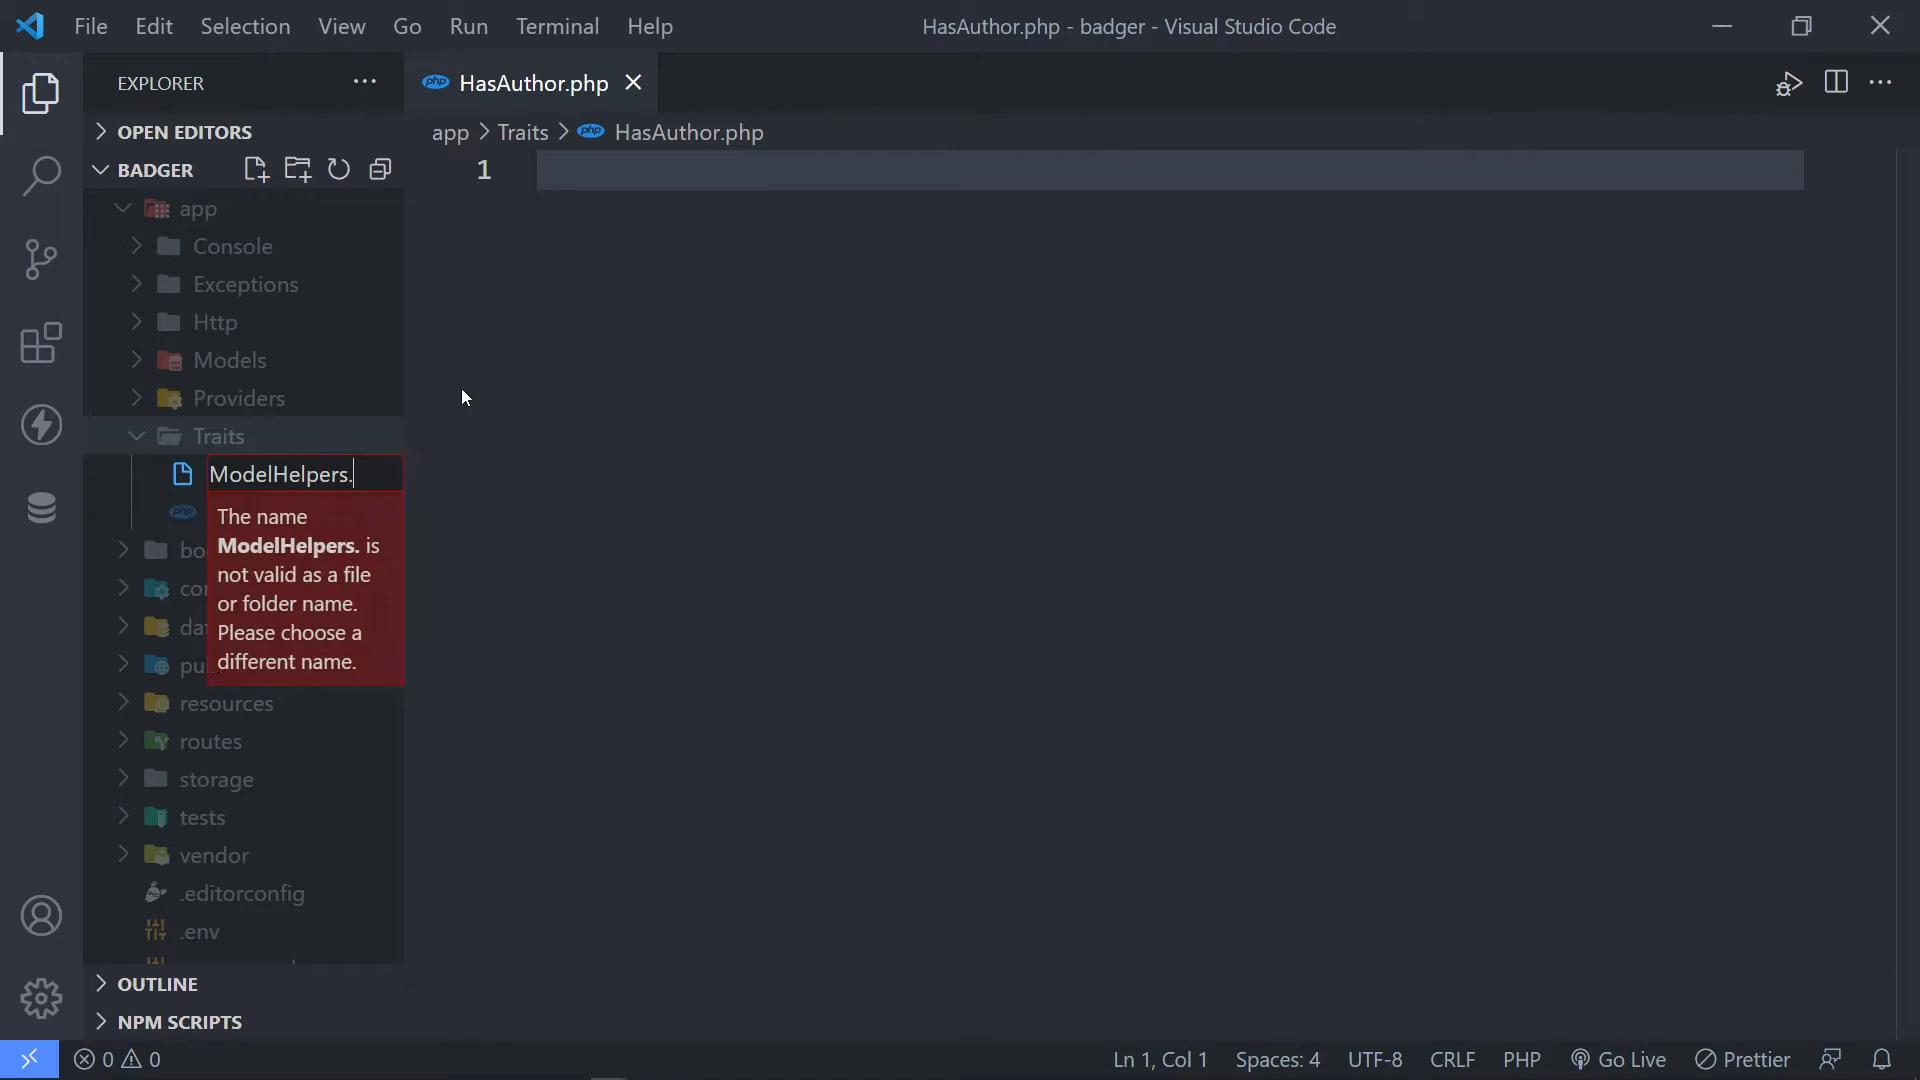 File Edit Selection View Go Run Terminal Help
HasAuthor.php - badger - Visual Studio Code
EXPLORER
HasAuthor.php
OPEN EDITORS
app > Traits > php HasAuthor.php
BADGER
1
app
Console
Exceptions
Http
Models
Providers
Traits
ModelHelpers.
php
The name
ModelHelpers. is
not valid as a file
or folder name.
Please choose a
different name.
resources
routes
storage
tests
vendor
.editorconfig
.env
OUTLINE
NPM SCRIPTS
0 0
Ln 1, Col 1 Spaces: 4 UTF-8 CRLF PHP Go Live Prettier